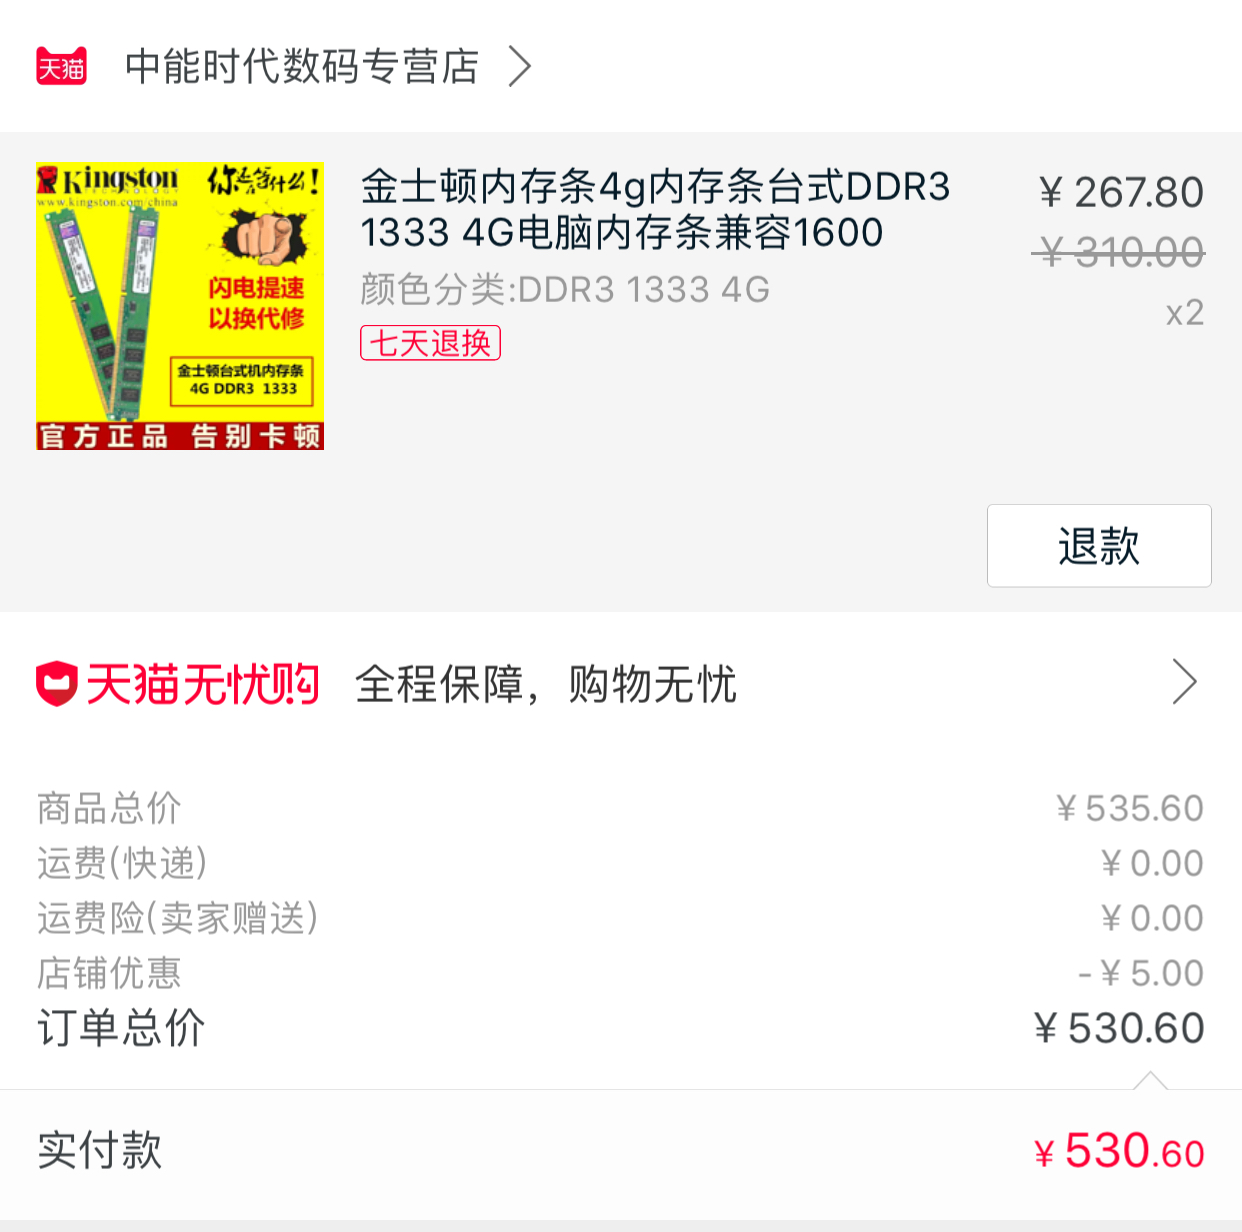 天猫 中能时代数码专营店
Kingston
TECHNOLOGY
www.kingston.com/china
你还等什么!
闪电提速
以换代修
金士顿台式机内存条
4G DDR3 1333
官方正品 告别卡顿
金士顿内存条4g内存条台式DDR3
1333 4G电脑内存条兼容1600
颜色分类:DDR3 1333 4G
七天退换
¥ 267.80
¥ 310.00
x2
退款
天猫无忧购 全程保障，购物无忧
商品总价 ¥ 535.60
运费(快递) ¥ 0.00
运费险(卖家赠送) ¥ 0.00
店铺优惠 - ¥ 5.00
订单总价 ¥ 530.60
实付款 ¥ 530.60